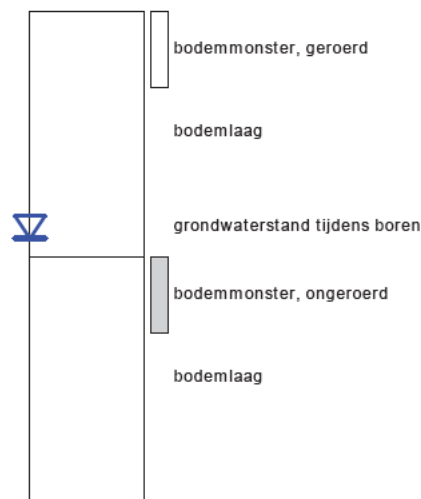 bodemmonster, geroerd
bodemlaag
grondwaterstand tijdens boren
bodemmonster, ongeroerd
bodemlaag